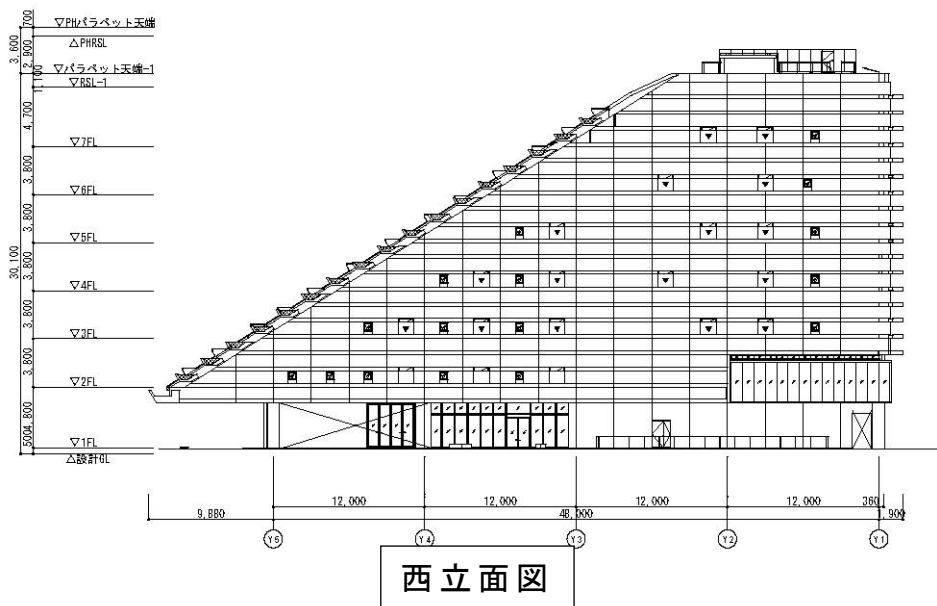 700
▽PHパラペット天端
3,600
2,900
△PHRSL
▽パラペット天端-1
1,100
▽RSL-1
4,700
▽7FL
3,800
▽6FL
3,800
▽5FL
30,100
3,800
▽4FL
3,800
▽3FL
3,800
▽2FL
4,800
▽1FL
500
△設計GL
12,000 12,000 12,000 12,000 360
9,880 48,000 1,900
Y5 Y4 Y3 Y2 Y1
西立面図